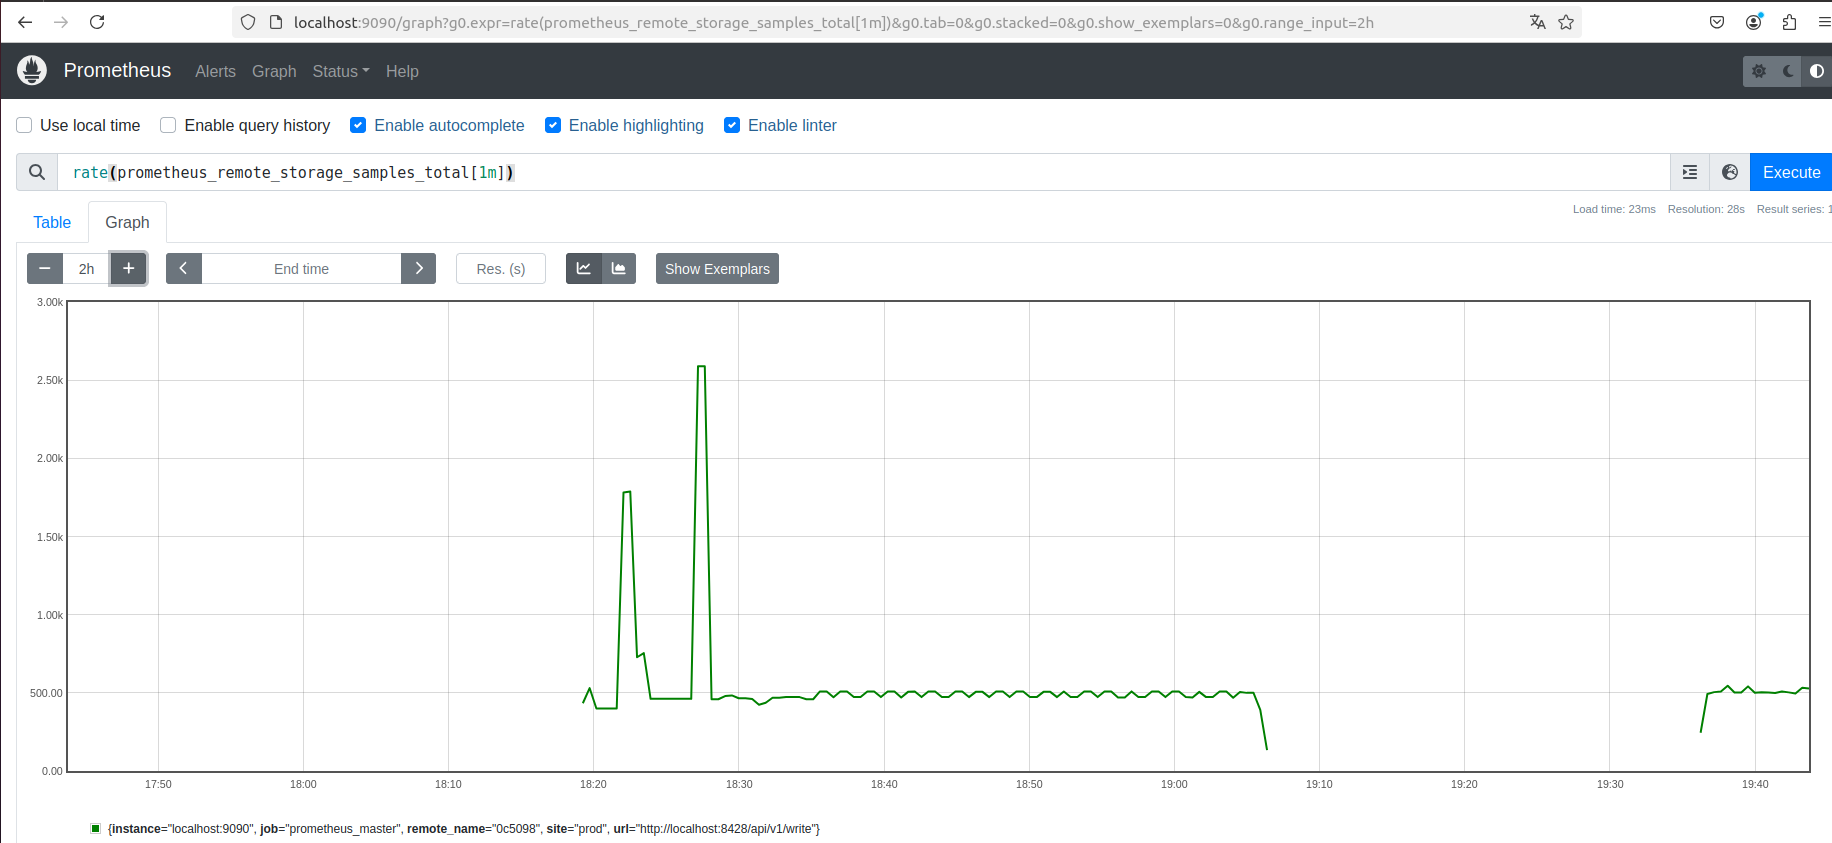 localhost:9090/graph?g0.expr=rate(prometheus_remote_storage_samples_total[1m])&g0.tab=0&g0.stacked=0&g0.show_exemplars=0&g0.range_input=2h
Prometheus Alerts Graph Status Help
Use local time Enable query history Enable autocomplete Enable highlighting Enable linter
rate(prometheus_remote_storage_samples_total[1m]) Execute
Load time: 23ms Resolution: 28s Result series: 1
Table Graph
2h End time Res. (s) Show Exemplars
3.00k
2.50k
2.00k
1.50k
1.00k
500.00
0.00
17:50 18:00 18:10 18:20 18:30 18:40 18:50 19:00 19:10 19:20 19:30 19:40
{instance="localhost:9090", job="prometheus_master", remote_name="0c5098", site="prod", url="http://localhost:8428/api/v1/write"}